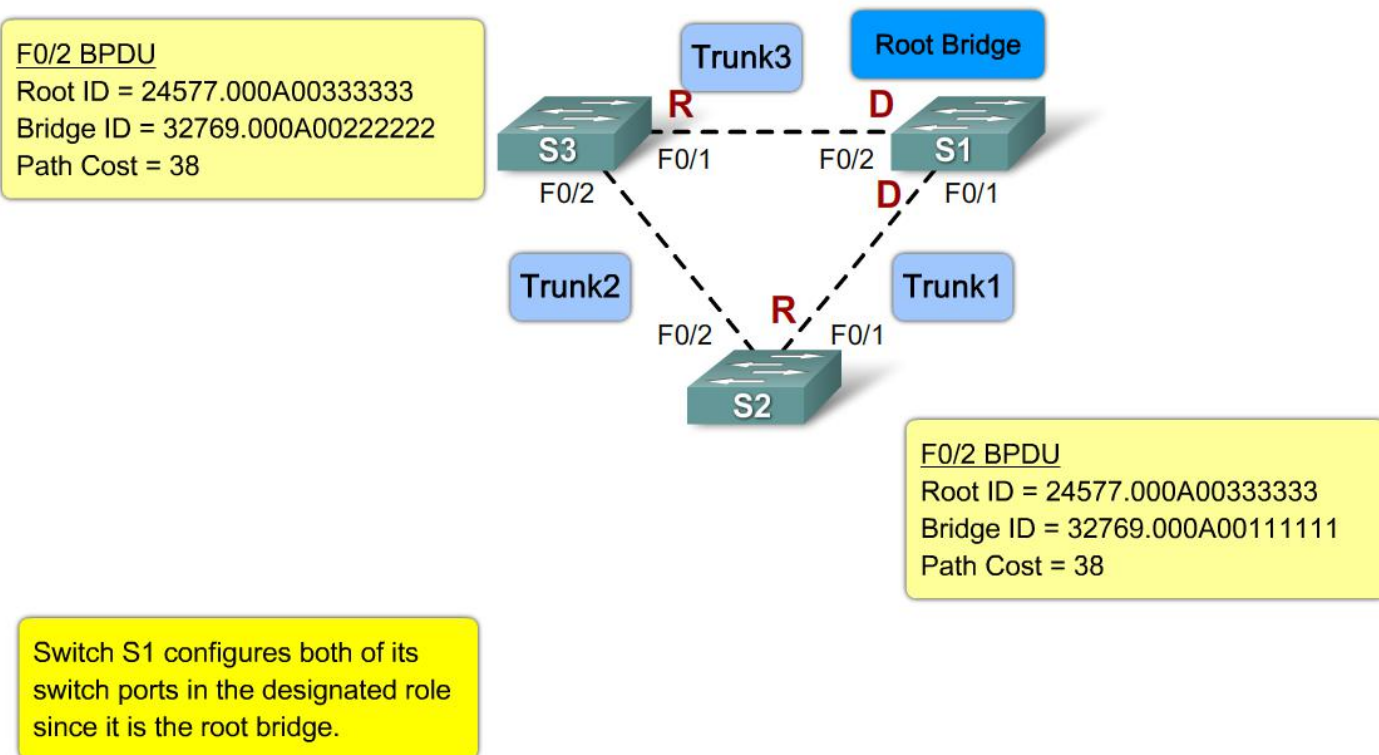 F0/2 BPDU
Root ID = 24577.000A00333333
Bridge ID = 32769.000A00222222
Path Cost = 38
Trunk3
Root Bridge
R
D
S3
S1
F0/1
F0/2
F0/2
D
F0/1
Trunk2
Trunk1
R
F0/2
F0/1
S2
F0/2 BPDU
Root ID = 24577.000A00333333
Bridge ID = 32769.000A00111111
Path Cost = 38
Switch S1 configures both of its
switch ports in the designated role
since it is the root bridge.